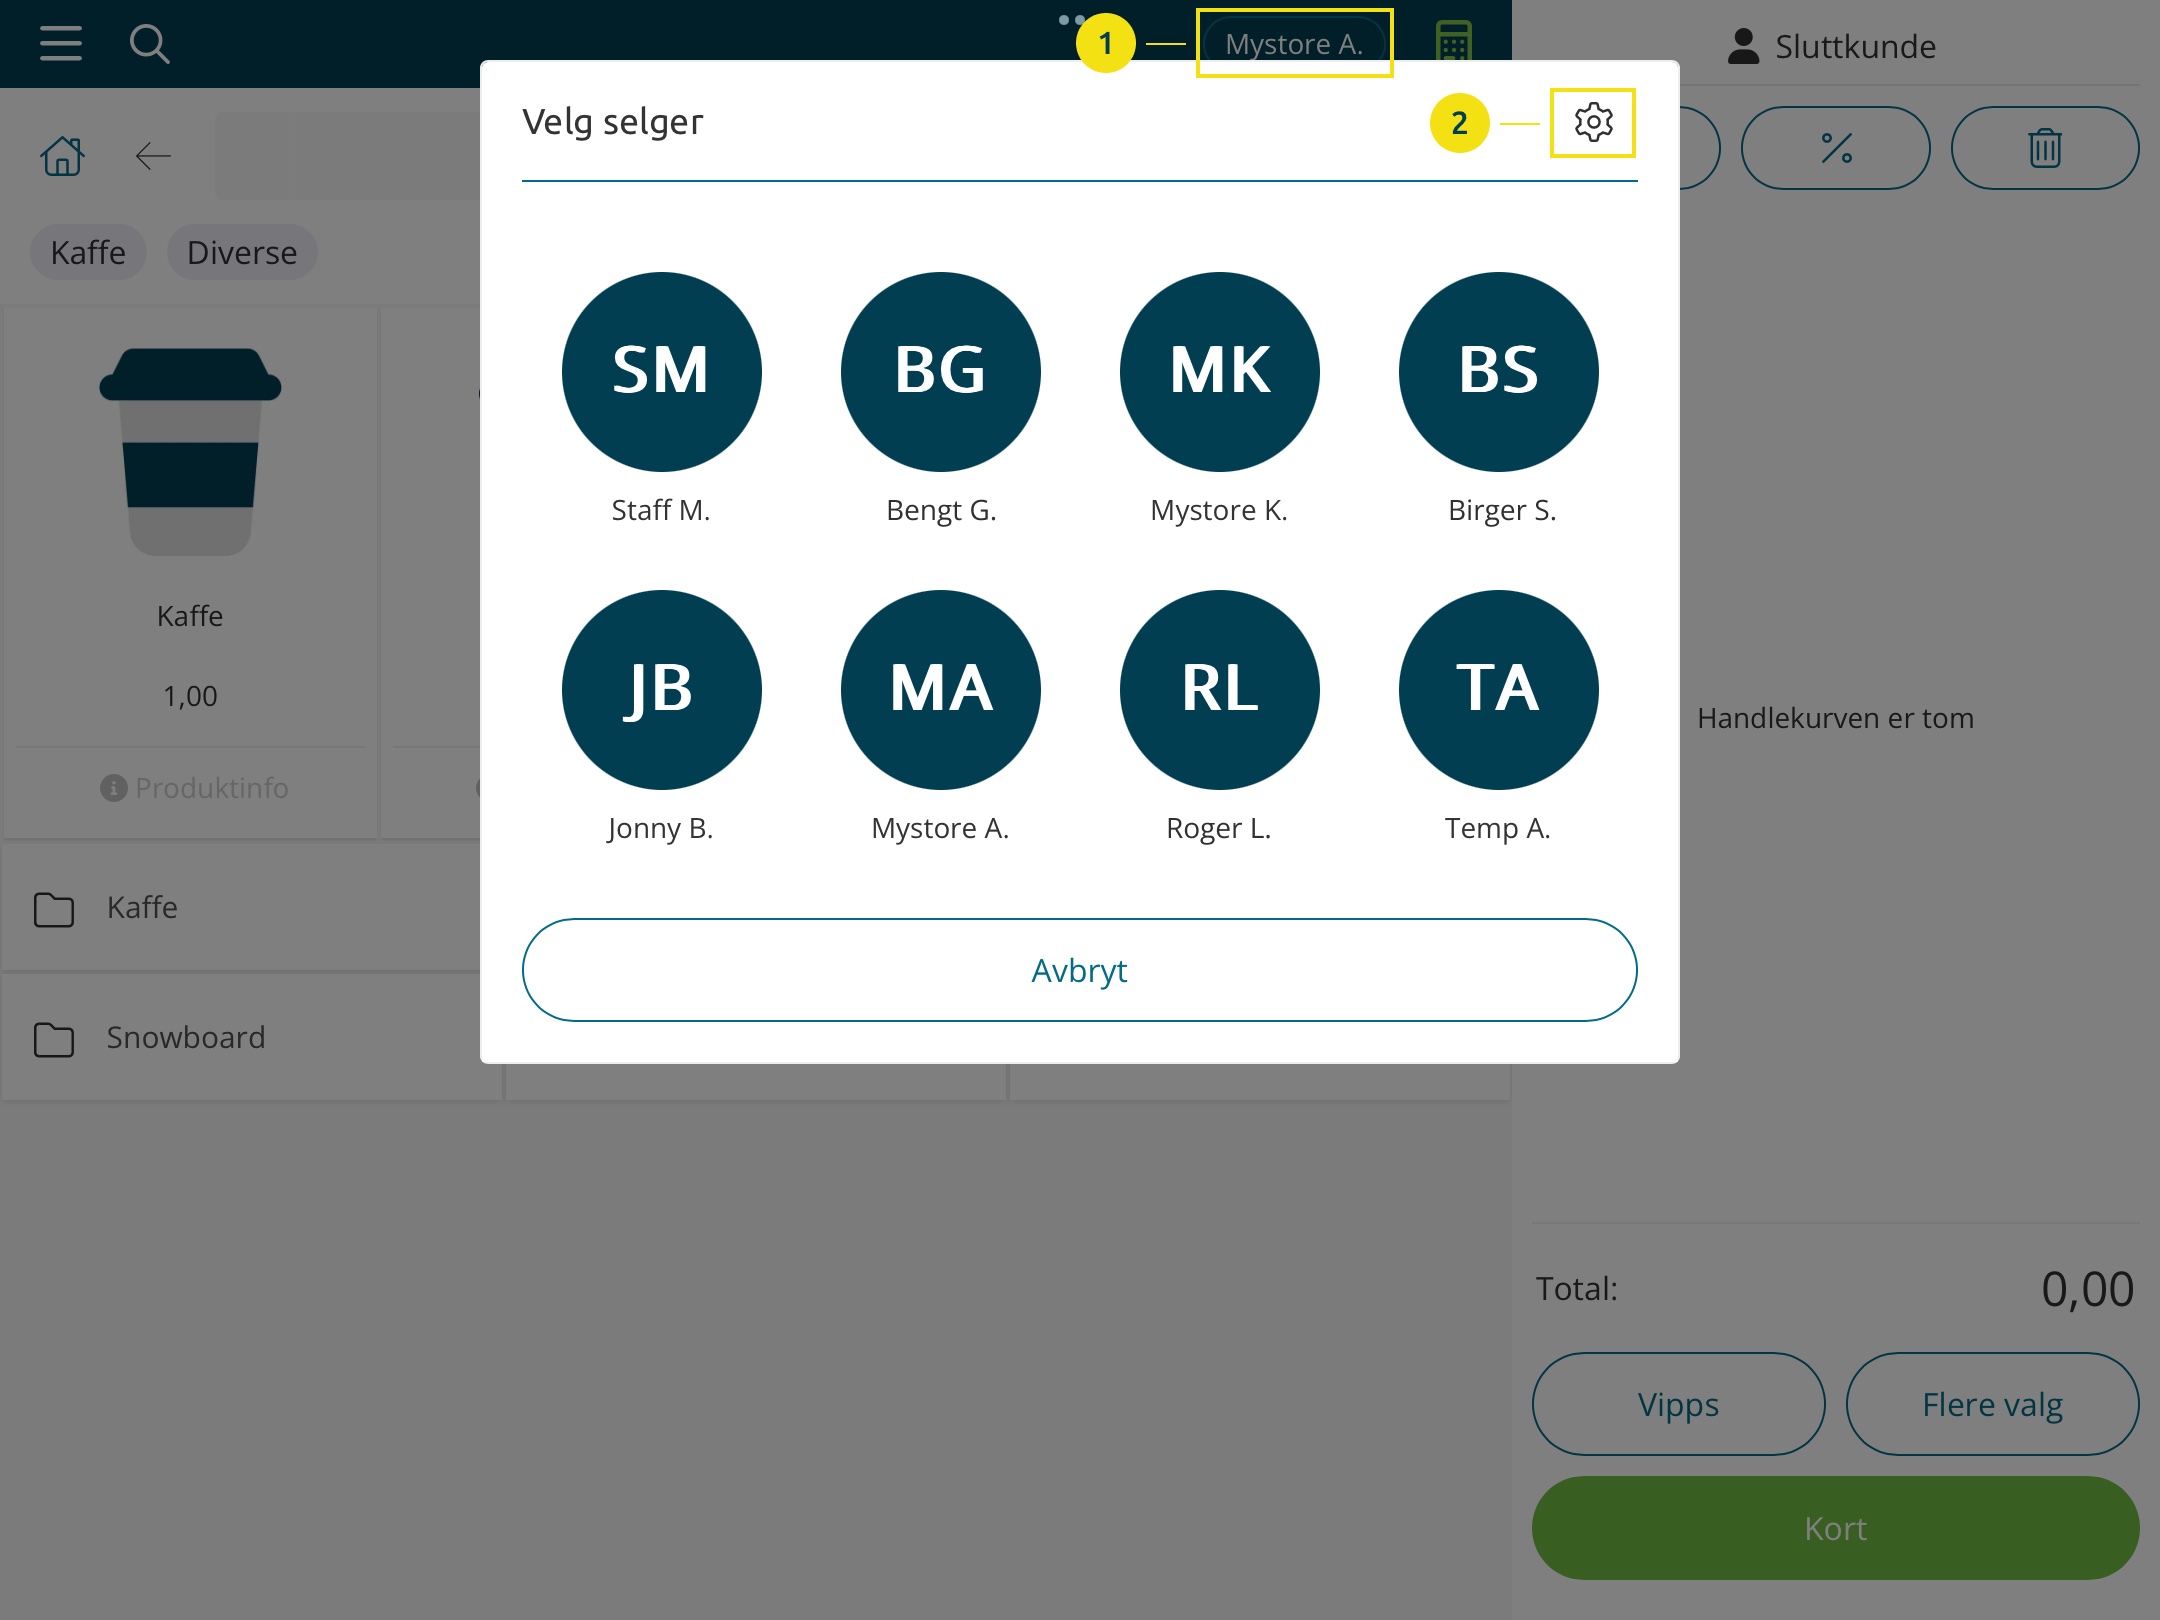 1
Mystore A.
Sluttkunde
Velg selger
2
Kaffe
Diverse
SM
BG
MK
BS
Staff M.
Bengt G.
Mystore K.
Birger S.
Kaffe
1,00
Produktinfo
JB
MA
RL
TA
Jonny B.
Mystore A.
Roger L.
Temp A.
Handlekurven er tom
Kaffe
Avbryt
Snowboard
Total:
0,00
Vipps
Flere valg
Kort